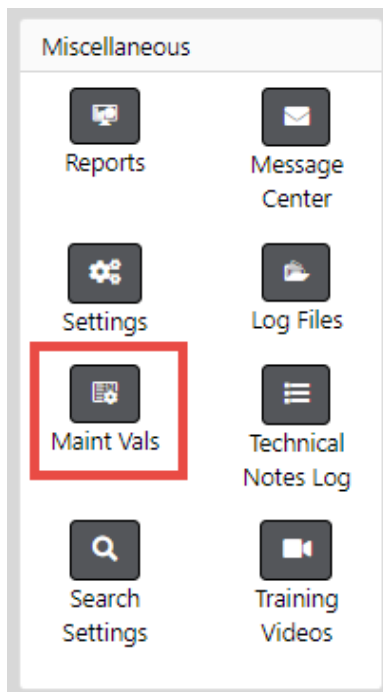 Miscellaneous
Reports
Message
Center
Settings
Log Files
Maint Vals
Technical
Notes Log
Search
Settings
Training
Videos